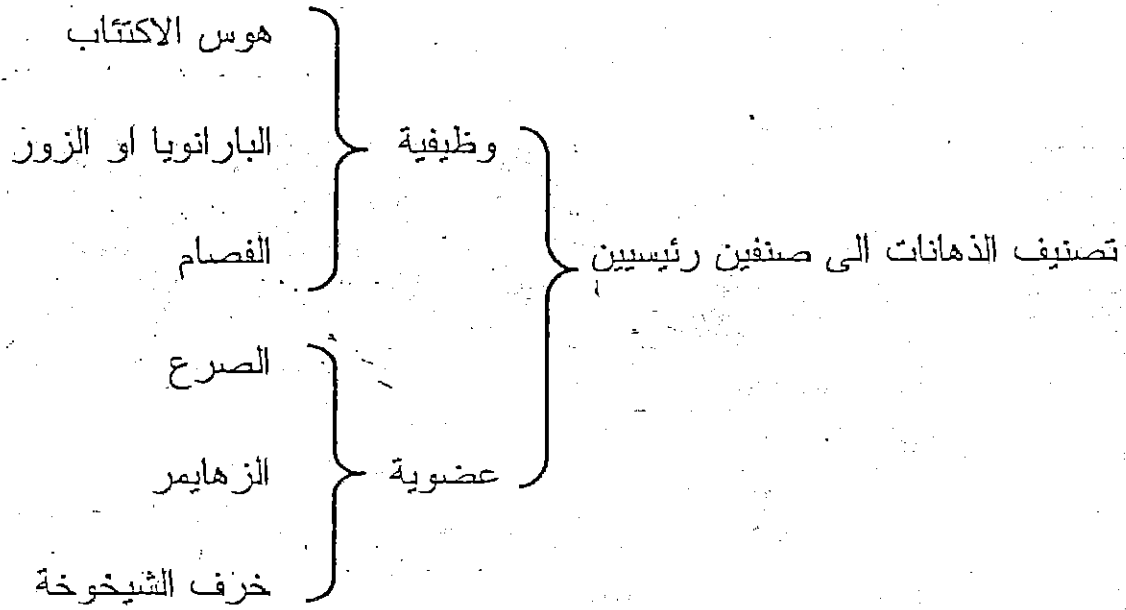 تصنيف الذهانات الى صنفين رئيسيين
وظيفية
هوس الاكتئاب
البارانويا او الزور
الفصام
عضوية
الصرع
الزهايمر
خرف الشيخوخة